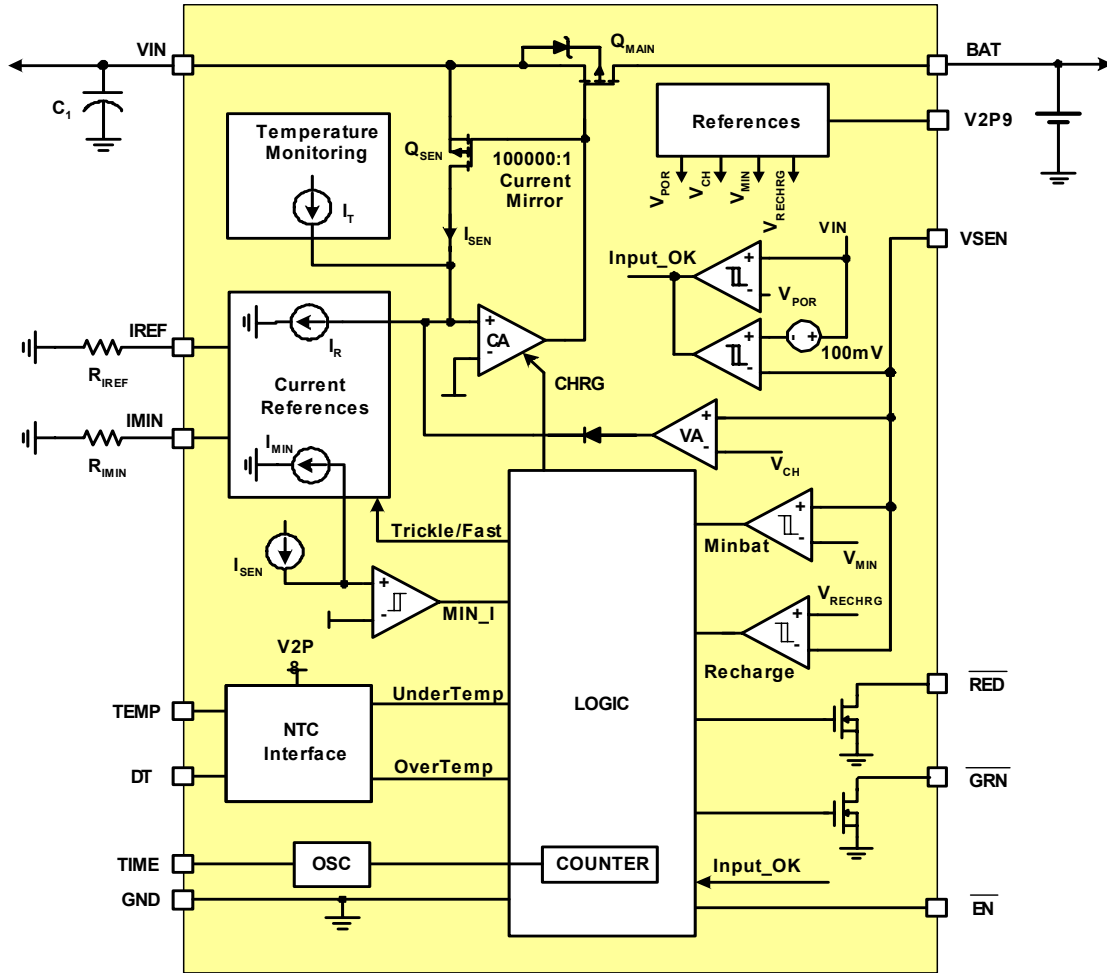 VIN
C1
QMAIN
BAT
Temperature
Monitoring
IT
QSEN
100000:1
Current
Mirror
ISEN
References
VPOR
VCH
VMIN
VRECHRG
V2P9
VSEN
VIN
Input_OK
+
-
VPOR
+
-
- +
100mV
IREF
RIREF
IR
Current
References
IMIN
RIMIN
IMIN
+
CA
-
CHRG
+
VA
-
VCH
Trickle/Fast
ISEN
+
-
MIN_I
Minbat
+
-
VMIN
VRECHRG
+
-
Recharge
V2P
8
TEMP
DT
NTC
Interface
UnderTemp
OverTemp
LOGIC
RED
GRN
TIME
OSC
COUNTER
Input_OK
GND
EN